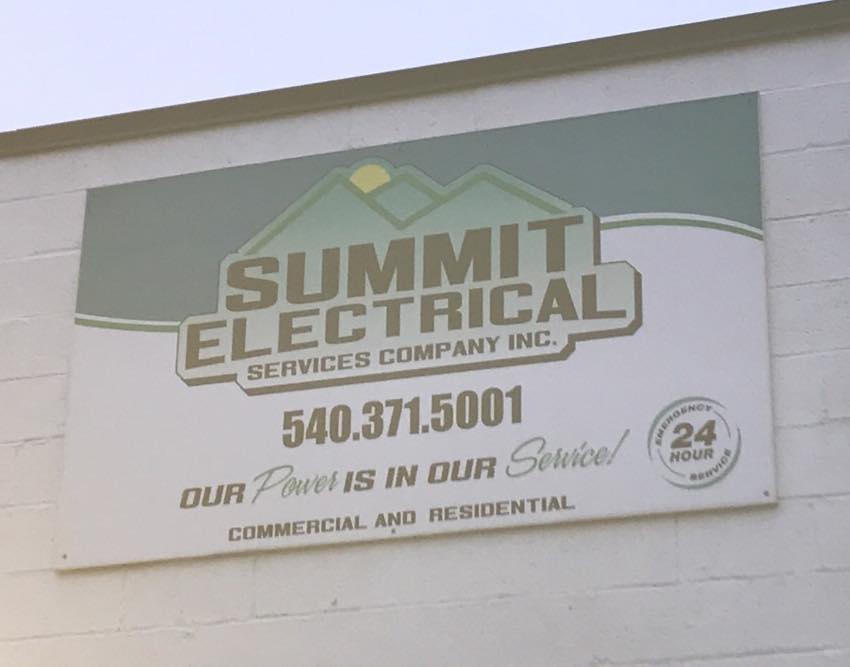 SUMMIT
ELECTRICAL
SERVICES COMPANY INC.
540.371.5001
OUR Power IS IN OUR Service!
COMMERCIAL AND RESIDENTIAL
EMERGENCY
24
HOUR
SERVICE